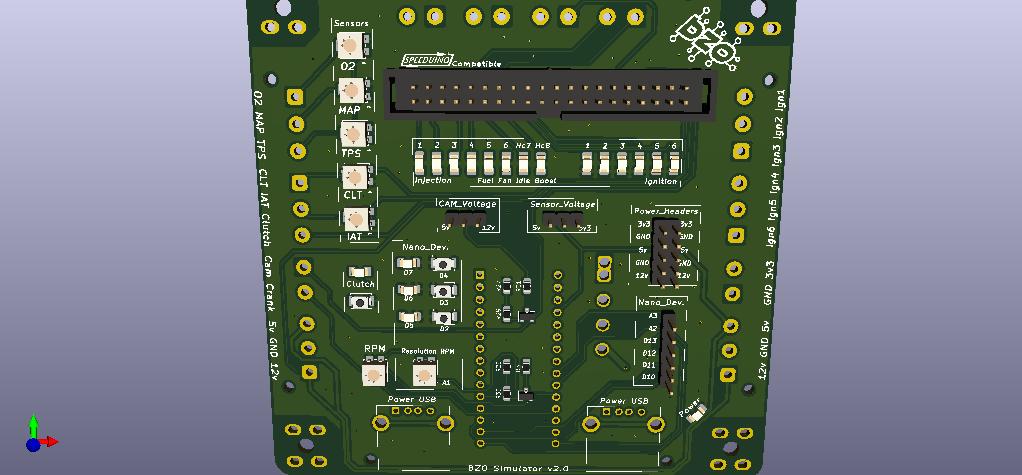 Sensors
BZO
SPEEDUINO Compatible
O2
MAP
TPS
CLT
IAT
O2 MAP TPS CLT IAT Clutch Cam Crank 5v GND 12v
Ign1
Ign2
Ign3
Ign4
Ign5
Ign6
3v3
GND
5v
GND
12v
1 2 3 4 5 6 Hc7 Hc8
1 2 3 4 5 6
Injection Fuel Fan Idle Boost
Ignition
CAM_Voltage
5v 12v
Sensor_Voltage
5v 3v3
Power_Headers
3v3 3v3
GND GND
5v 5v
GND GND
12v 12v
Clutch
Nano_Dev.
D7 D4
D6 D3
D5 D2
Nano_Dev.
A3
A2
D13
D12
D11
D10
RPM
Resolution RPM
A1
Power USB
Power USB
Power
BZO Simulator v2.0